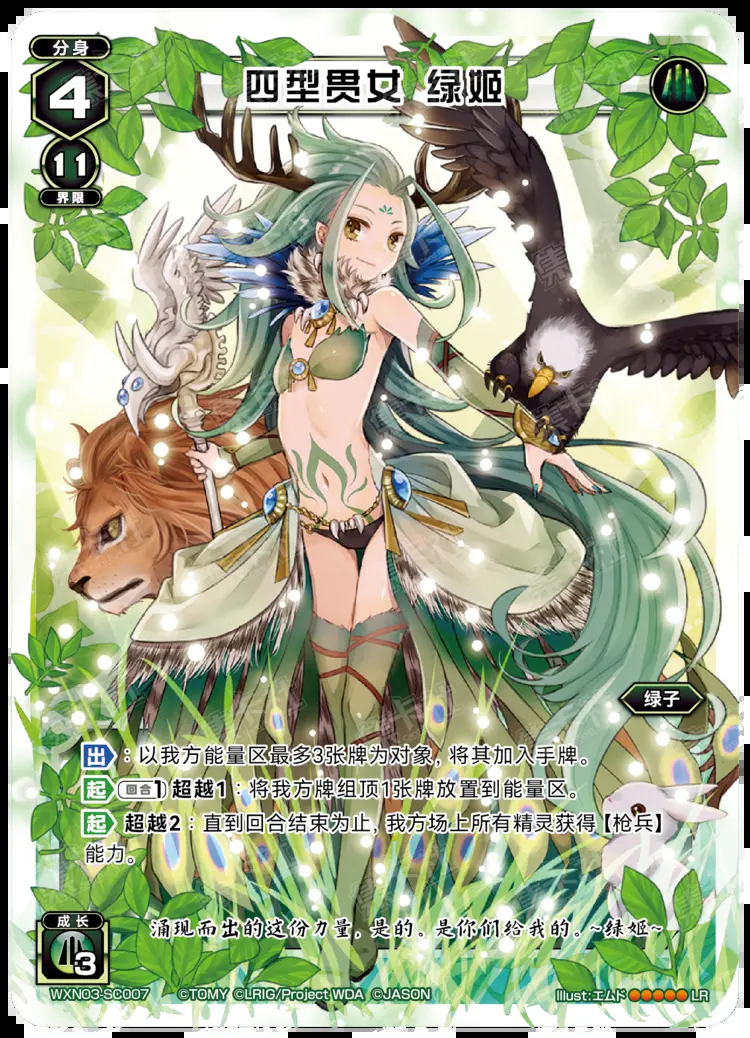 分身
4
四型贯女 绿姬
11
界限
绿子
出：以我方能量区最多3张牌为对象，将其加入手牌。
起 回合1 超越1：将我方牌组顶1张牌放置到能量区。
起 超越2：直到回合结束为止，我方场上所有精灵获得【枪兵】
能力。
成长
3
涌现而出的这份力量，是的。是你们给我的。~绿姬~
WXN03-SC007 ©TOMY ©LRIG/Project WDA ©JASON Illust:エムド LR